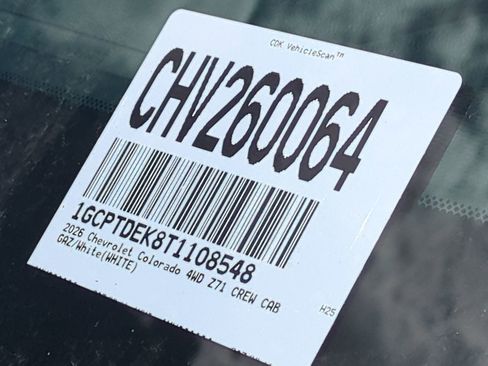 CDK VehicleScan™
CHV260064
1GCPTDEK8T1108548
2026 Chevrolet Colorado 4WD Z71 CREW CAB
GAZ/White(WHITE)
H25